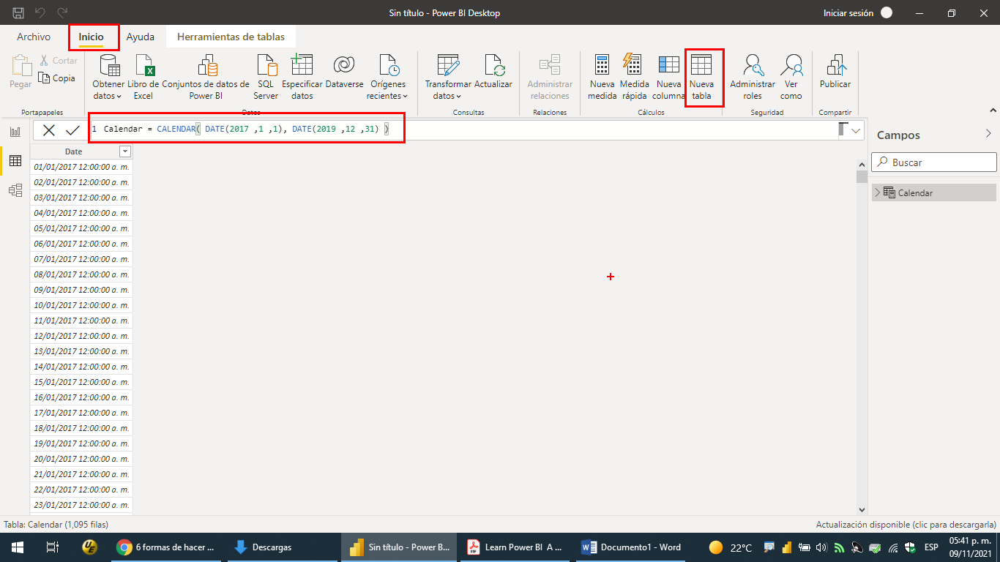 Sin título - Power BI Desktop
Iniciar sesión
Archivo
Inicio
Ayuda
Herramientas de tablas
Pegar
Cortar
Copia
Portapapeles
Obtener datos
Libro de Excel
Conjuntos de datos de Power BI
SQL Server
Especificar datos
Dataverse
Orígenes recientes
Datos
Transformar datos
Actualizar
Consultas
Administrar relaciones
Relaciones
Nueva medida
Medida rápida
Nueva columna
Nueva tabla
Cálculos
Administrar roles
Ver como
Seguridad
Publicar
Compartir
1 Calendar = CALENDAR( DATE(2017 ,1 ,1), DATE(2019 ,12 ,31) )
Date
01/01/2017 12:00:00 a. m.
02/01/2017 12:00:00 a. m.
03/01/2017 12:00:00 a. m.
04/01/2017 12:00:00 a. m.
05/01/2017 12:00:00 a. m.
06/01/2017 12:00:00 a. m.
07/01/2017 12:00:00 a. m.
08/01/2017 12:00:00 a. m.
09/01/2017 12:00:00 a. m.
10/01/2017 12:00:00 a. m.
11/01/2017 12:00:00 a. m.
12/01/2017 12:00:00 a. m.
13/01/2017 12:00:00 a. m.
14/01/2017 12:00:00 a. m.
15/01/2017 12:00:00 a. m.
16/01/2017 12:00:00 a. m.
17/01/2017 12:00:00 a. m.
18/01/2017 12:00:00 a. m.
19/01/2017 12:00:00 a. m.
20/01/2017 12:00:00 a. m.
21/01/2017 12:00:00 a. m.
22/01/2017 12:00:00 a. m.
23/01/2017 12:00:00 a. m.
Campos
Buscar
Calendar
Tabla: Calendar (1,095 filas)
Actualización disponible (clic para descargarla)
UE
6 formas de hacer ...
Descargas
Sin título - Power B...
Learn Power BI A ...
Documento1 - Word
22°C
ESP
05:41 p. m.
09/11/2021